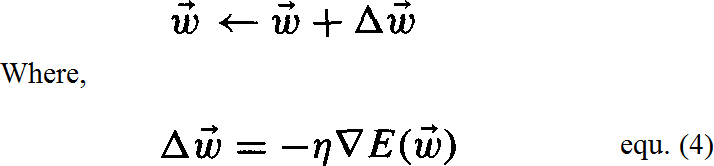 w⃗ ← w⃗ + Δw⃗
Where,
Δw⃗ = −η∇E(w⃗) equ. (4)